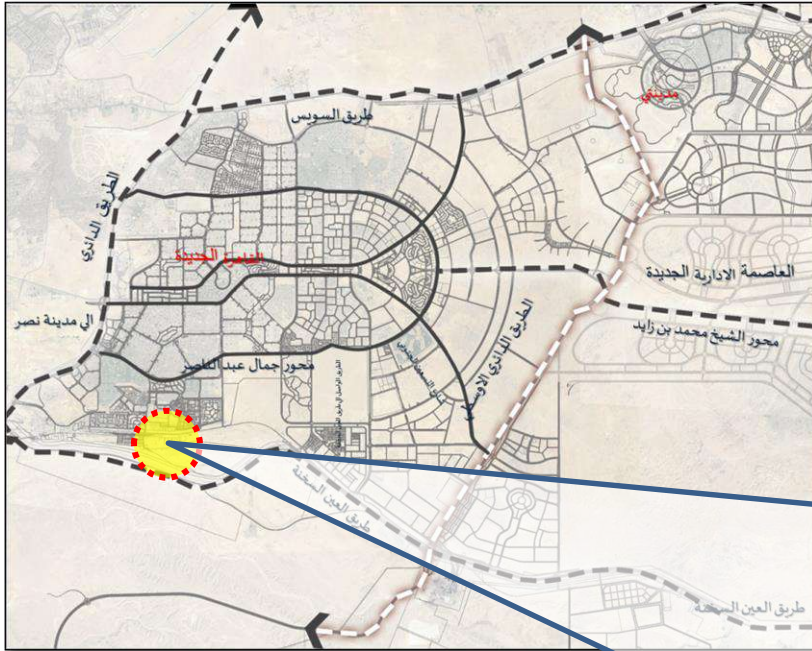 مدينتي
طريق السويس
الطريق الدائري
القاهرة الجديدة
العاصمة الادارية الجديدة
الي مدينة نصر
محور الشيخ محمد بن زايد
الطريق الدائري الاوسطي
محور جمال عبد الناصر
طريق العين السخنة
طريق العين السخنة